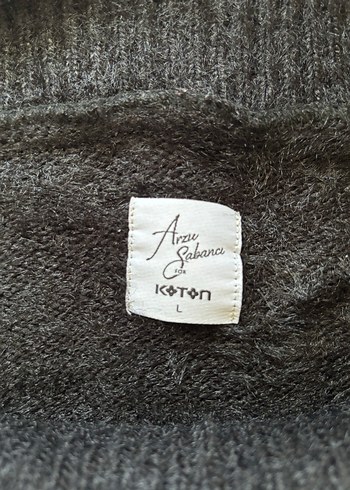 Arzu
Sabancı
FOR
KOTON
L